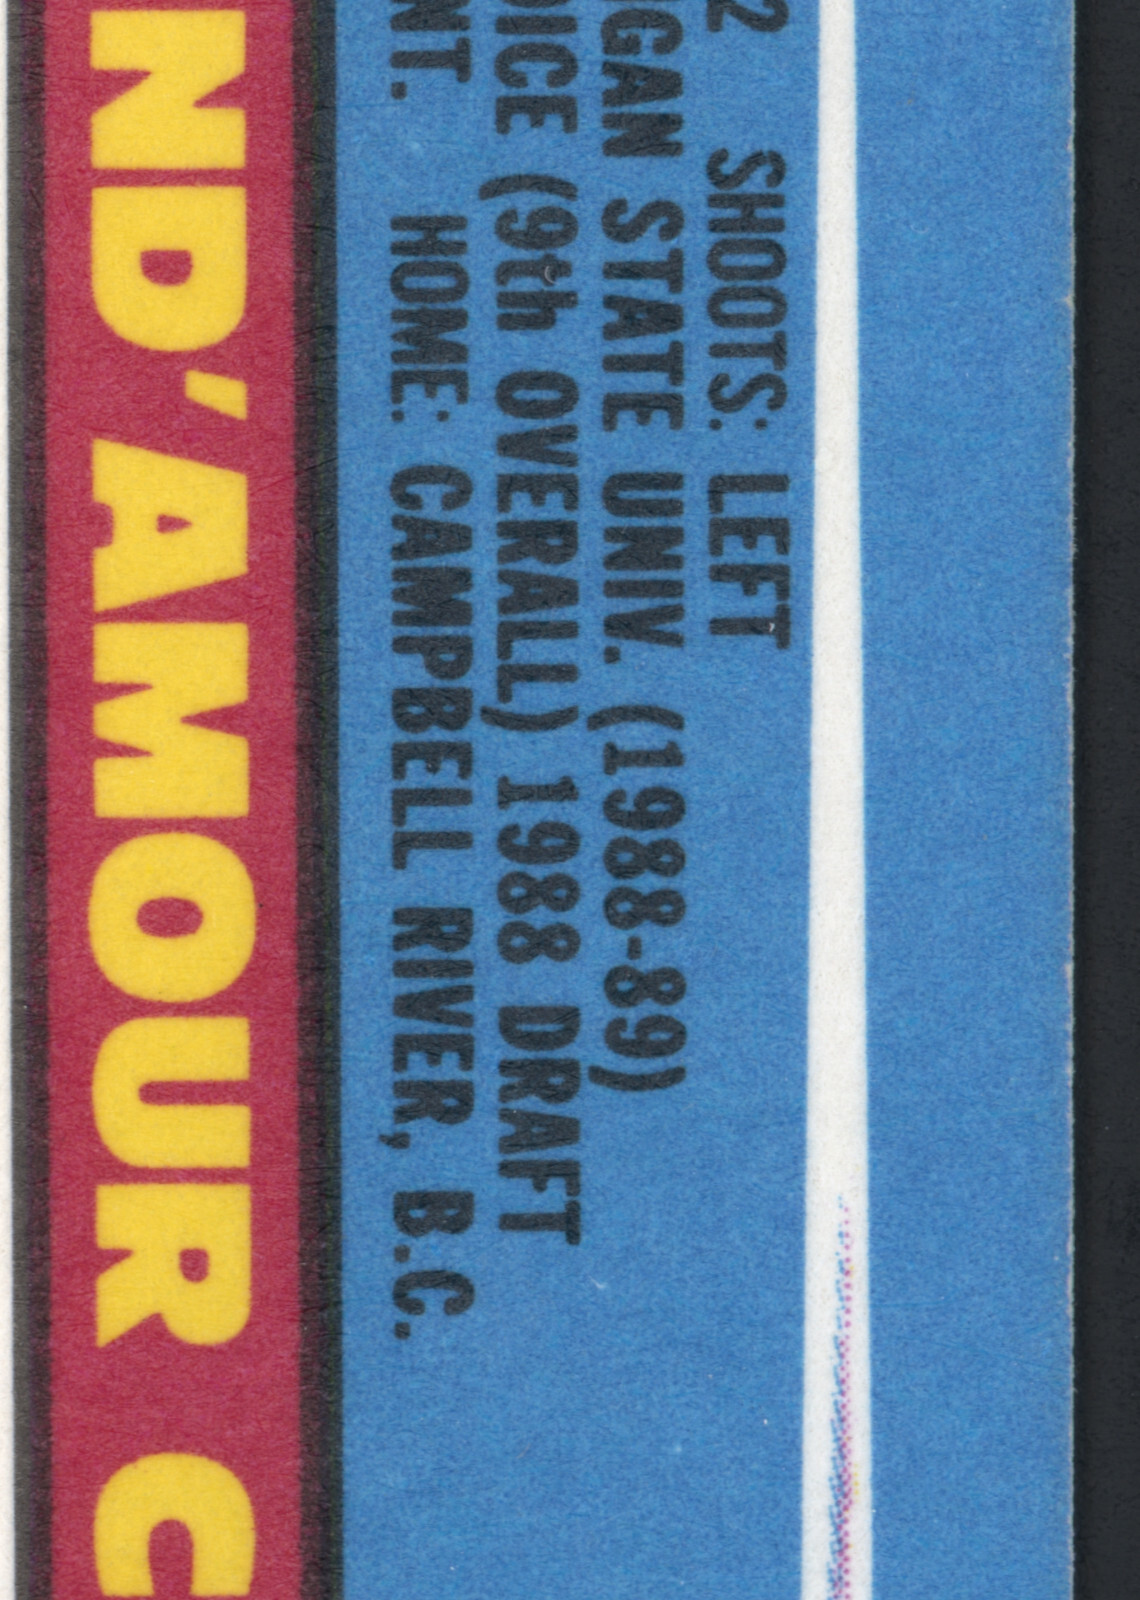 2 SHOOTS: LEFT
IGAN STATE UNIV. (1988-89)
OICE (9th OVERALL) 1988 DRAFT
NT. HOME: CAMPBELL RIVER, B.C.
ND'AMOUR C